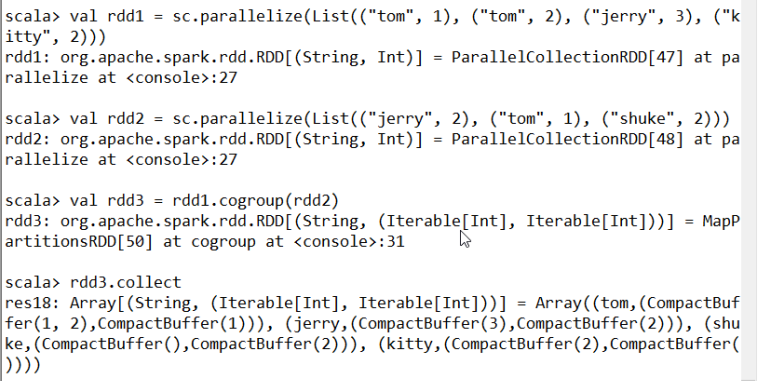 scala> val rdd1 = sc.parallelize(List(("tom", 1), ("tom", 2), ("jerry", 3), ("k
itty", 2)))
rdd1: org.apache.spark.rdd.RDD[(String, Int)] = ParallelCollectionRDD[47] at pa
rallelize at <console>:27
scala> val rdd2 = sc.parallelize(List(("jerry", 2), ("tom", 1), ("shuke", 2)))
rdd2: org.apache.spark.rdd.RDD[(String, Int)] = ParallelCollectionRDD[48] at pa
rallelize at <console>:27
scala> val rdd3 = rdd1.cogroup(rdd2)
rdd3: org.apache.spark.rdd.RDD[(String, (Iterable[Int], Iterable[Int]))] = MapP
artitionsRDD[50] at cogroup at <console>:31
scala> rdd3.collect
res18: Array[(String, (Iterable[Int], Iterable[Int]))] = Array((tom,(CompactBuf
fer(1, 2),CompactBuffer(1))), (jerry,(CompactBuffer(3),CompactBuffer(2))), (shu
ke,(CompactBuffer(),CompactBuffer(2))), (kitty,(CompactBuffer(2),CompactBuffer(
))))